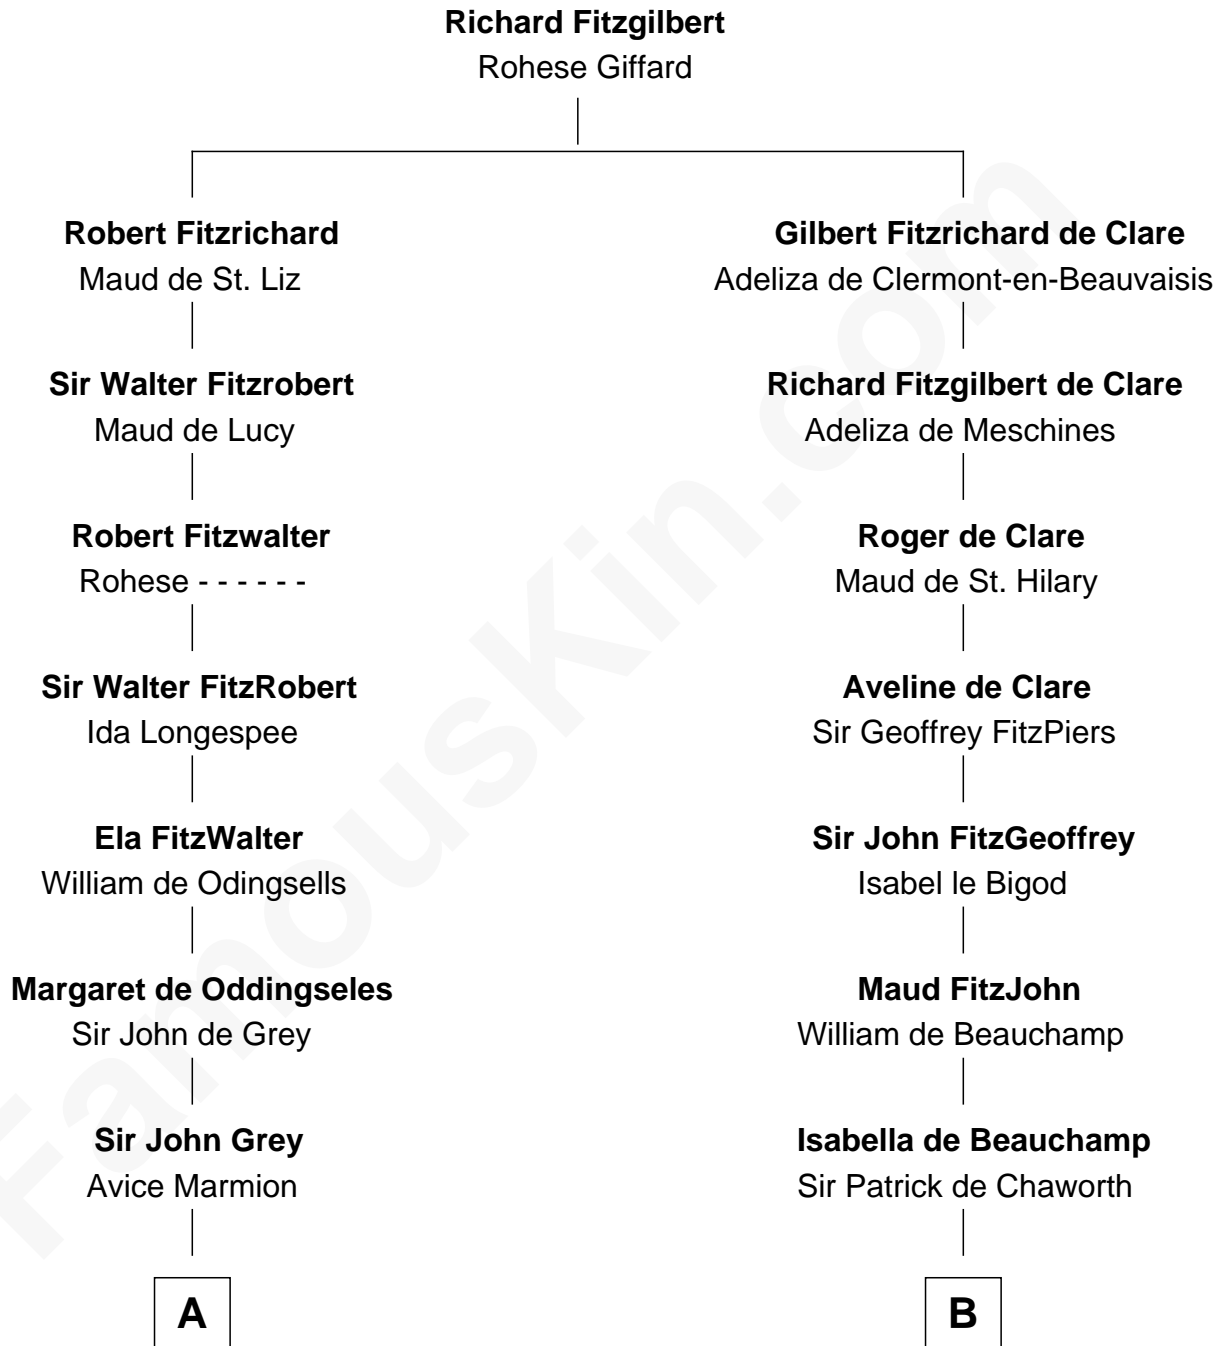 Richard Fitzgilbert
Rohese Giffard
Robert Fitzrichard
Maud de St. Liz
Gilbert Fitzrichard de Clare
Adeliza de Clermont-en-Beauvaisis
Sir Walter Fitzrobert
Maud de Lucy
Richard Fitzgilbert de Clare
Adeliza de Meschines
Robert Fitzwalter
Rohese - - - - - -
Roger de Clare
Maud de St. Hilary
Sir Walter FitzRobert
Ida Longespee
Aveline de Clare
Sir Geoffrey FitzPiers
Ela FitzWalter
William de Odingsells
Sir John FitzGeoffrey
Isabel le Bigod
Margaret de Oddingseles
Sir John de Grey
Maud FitzJohn
William de Beauchamp
Sir John Grey
Avice Marmion
Isabella de Beauchamp
Sir Patrick de Chaworth
A
B
FamousKin.com